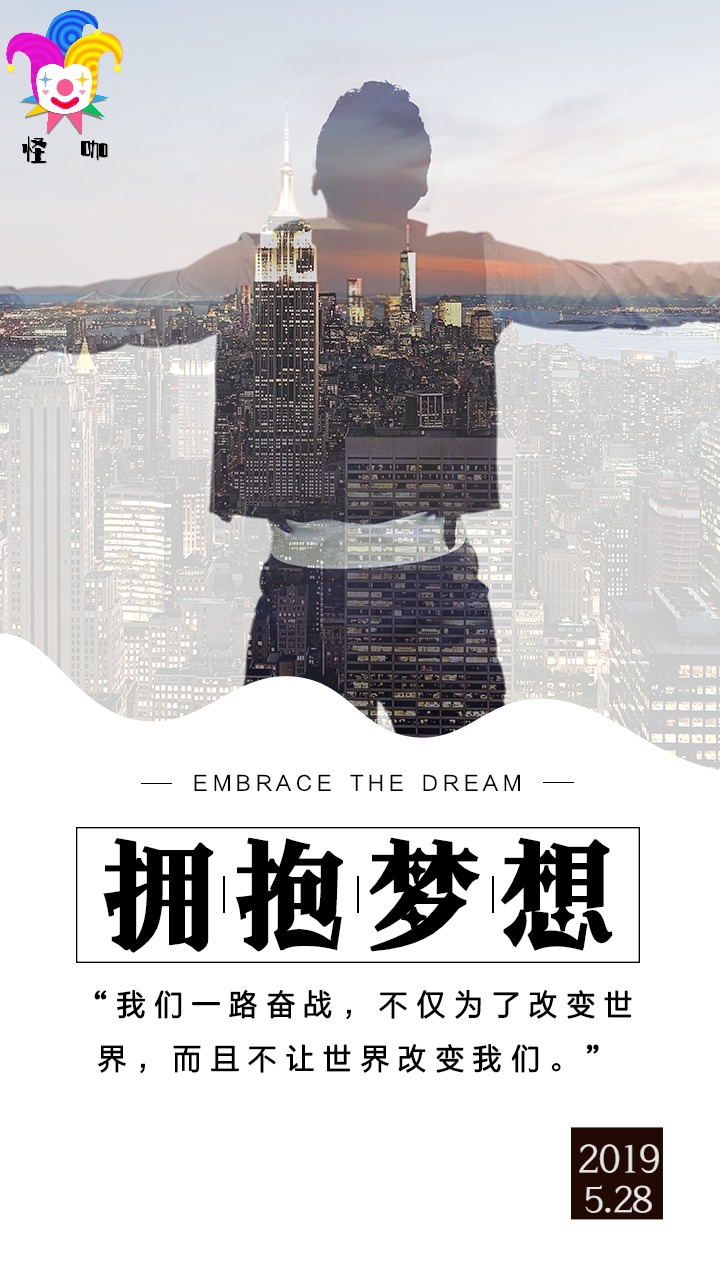 怪 咖
EMBRACE THE DREAM
拥抱梦想
“我们一路奋战，不仅为了改变世
界，而且不让世界改变我们。”
2019
5.28